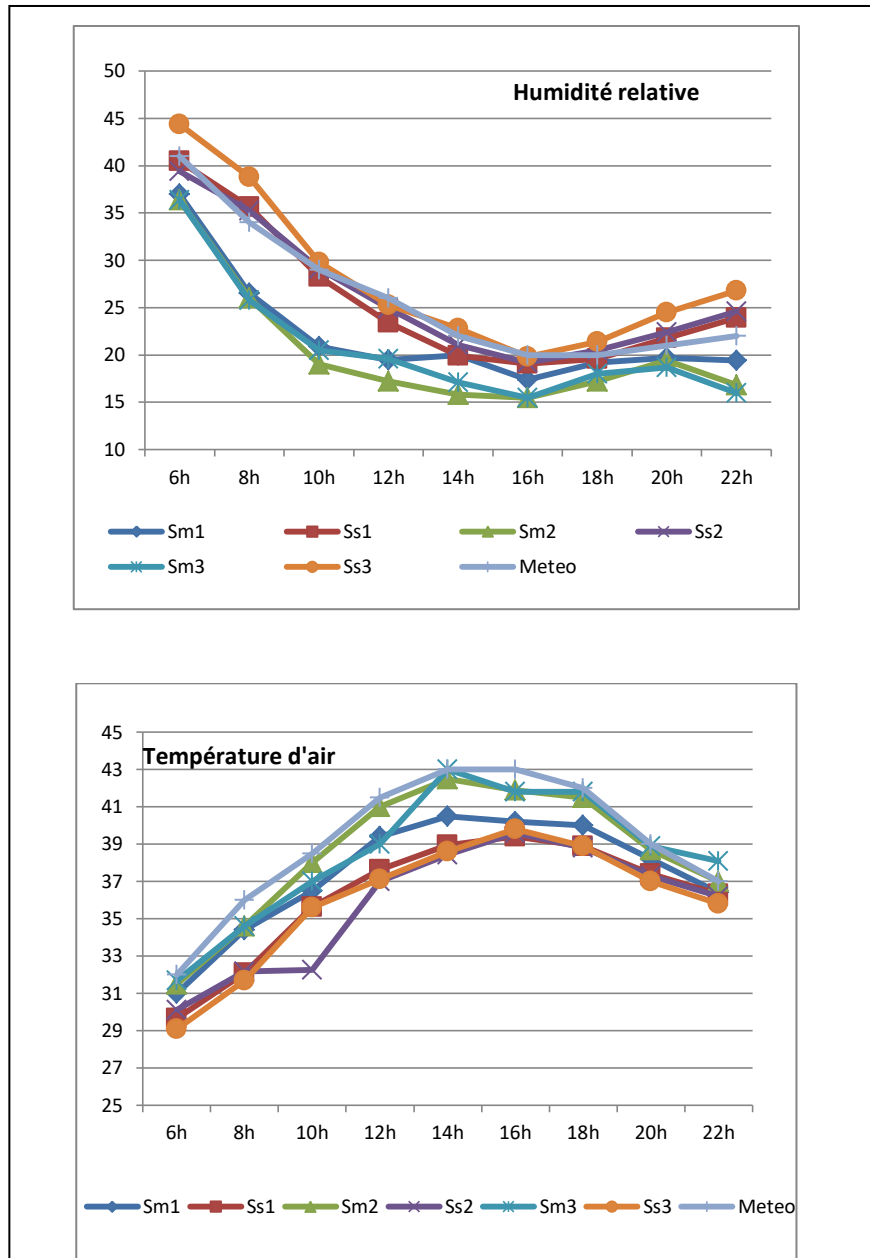 Humidité relative
50
45
40
35
30
25
20
15
10
6h 8h 10h 12h 14h 16h 18h 20h 22h
Sm1 Ss1 Sm2 Ss2
Sm3 Ss3 Meteo
Température d'air
45
43
41
39
37
35
33
31
29
27
25
6h 8h 10h 12h 14h 16h 18h 20h 22h
Sm1 Ss1 Sm2 Ss2 Sm3 Ss3 Meteo